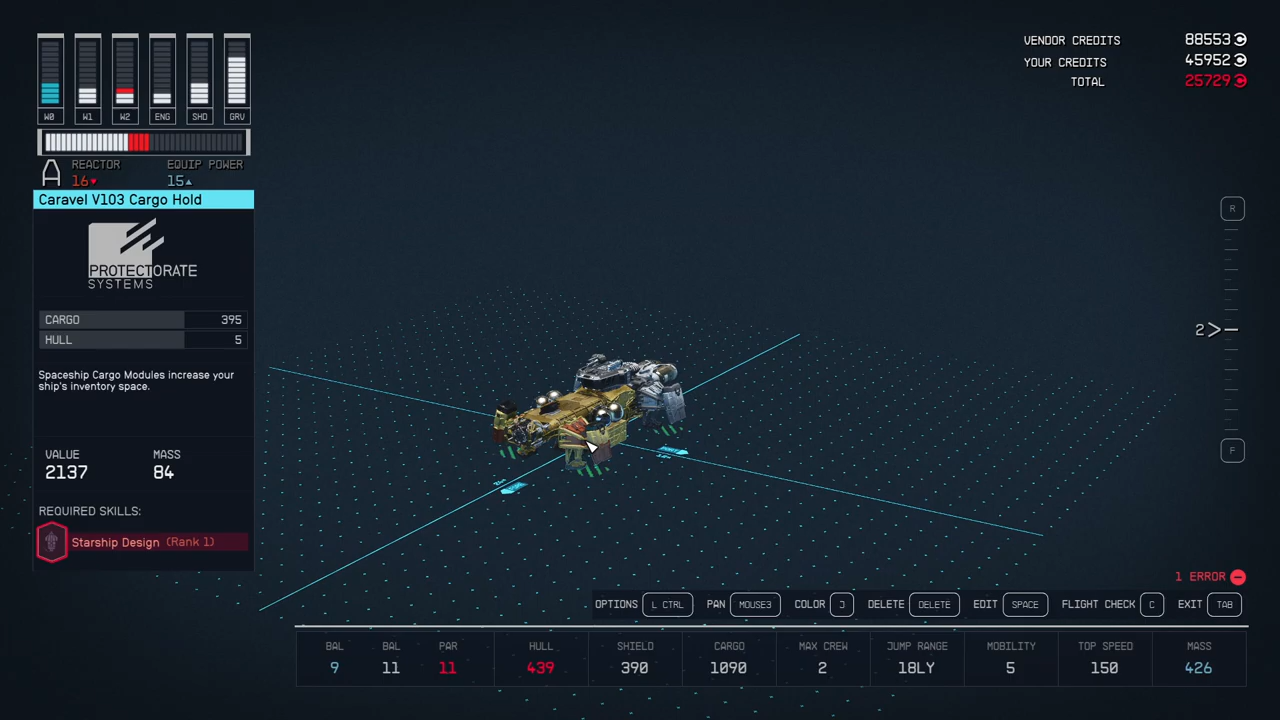 VENDOR CREDITS 88553
YOUR CREDITS 45952
TOTAL 25729
W0 W1 W2 ENG SHD GRV
REACTOR EQUIP POWER
A 16 15
Caravel V103 Cargo Hold
PROTECTORATE
SYSTEMS
CARGO 395
HULL 5
Spaceship Cargo Modules increase your
ship's inventory space.
VALUE MASS
2137 84
REQUIRED SKILLS:
Starship Design (Rank 1)
R
2
F
1 ERROR
OPTIONS L CTRL PAN MOUSE3 COLOR J DELETE DELETE EDIT SPACE FLIGHT CHECK C EXIT TAB
BAL BAL PAR HULL SHIELD CARGO MAX CREW JUMP RANGE MOBILITY TOP SPEED MASS
9 11 11 439 390 1090 2 18LY 5 150 426